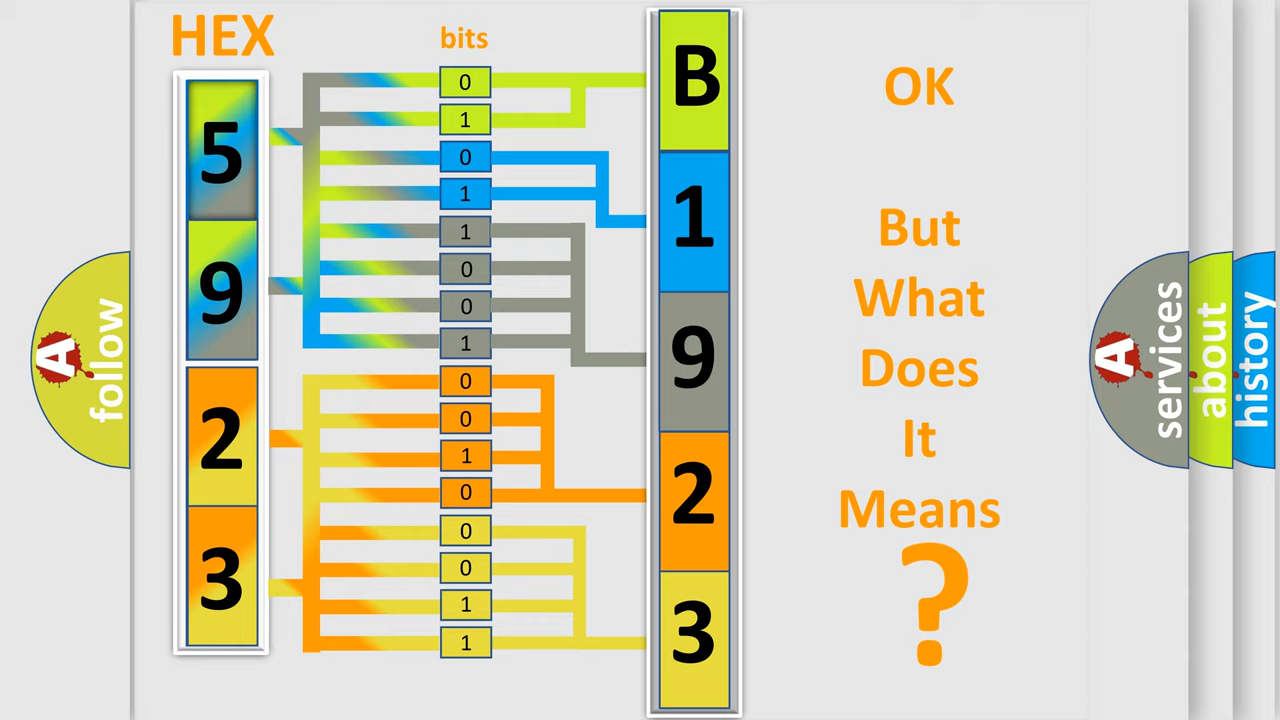 HEX
bits
5
9
2
3
0
1
0
1
1
0
0
1
0
0
1
0
0
0
1
1
B
1
9
2
3
OK
But
What
Does
It
Means
?
A
follow
A
services
about
history